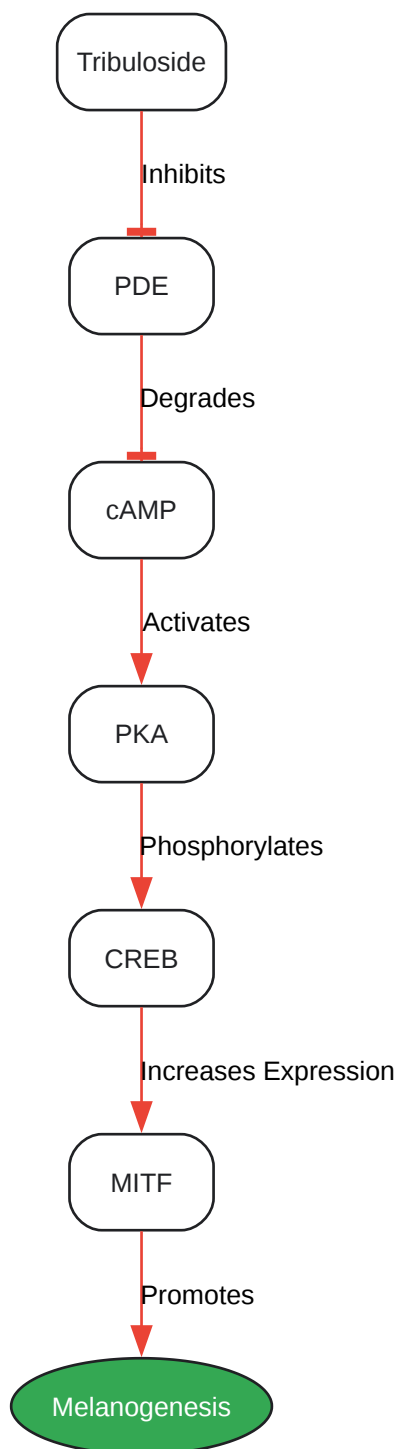 Tribuloside
Inhibits
PDE
Degrades
cAMP
Activates
PKA
Phosphorylates
CREB
Increases Expression
MITF
Promotes
Melanogenesis